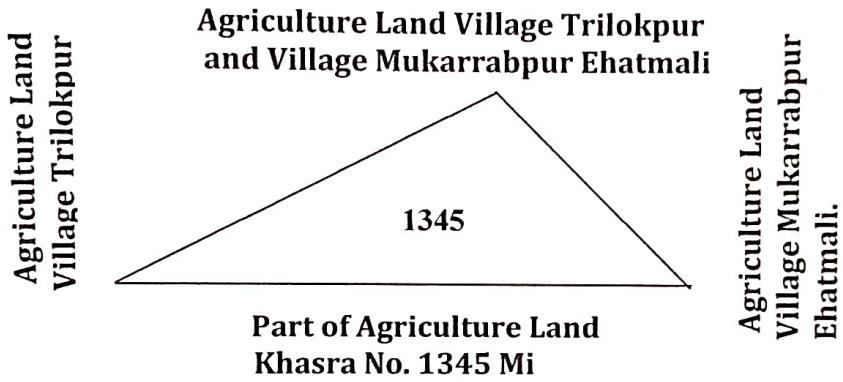 Agriculture Land Village Trilokpur
and Village Mukarrabpur Ehatmali
Agriculture Land
Village Trilokpur
1345
Agriculture Land
Village Mukarrabpur
Ehatmali.
Part of Agriculture Land
Khasra No. 1345 Mi